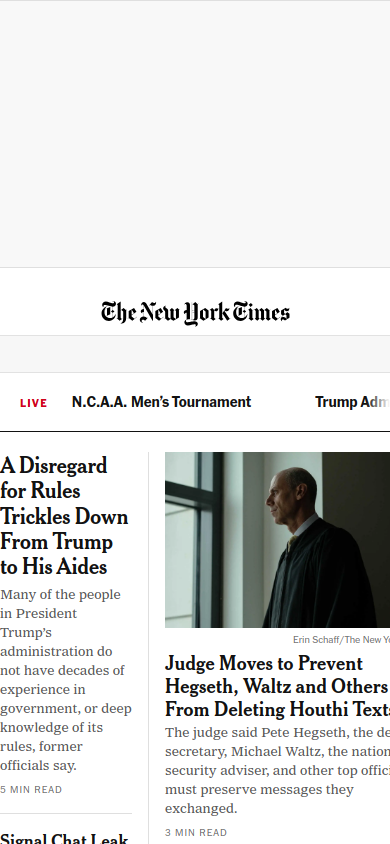 The New York Times
LIVE
N.C.A.A. Men's Tournament
Trump Adm
A Disregard
for Rules
Trickles Down
From Trump
to His Aides
Many of the people
in President
Trump's
administration do
not have decades of
experience in
government, or deep
knowledge of its
rules, former
officials say.
5 MIN READ
Signal Chat Leak
Erin Schaff/The New Yo
Judge Moves to Prevent
Hegseth, Waltz and Others
From Deleting Houthi Texts
The judge said Pete Hegseth, the de
secretary, Michael Waltz, the nation
security adviser, and other top offici
must preserve messages they
exchanged.
3 MIN READ